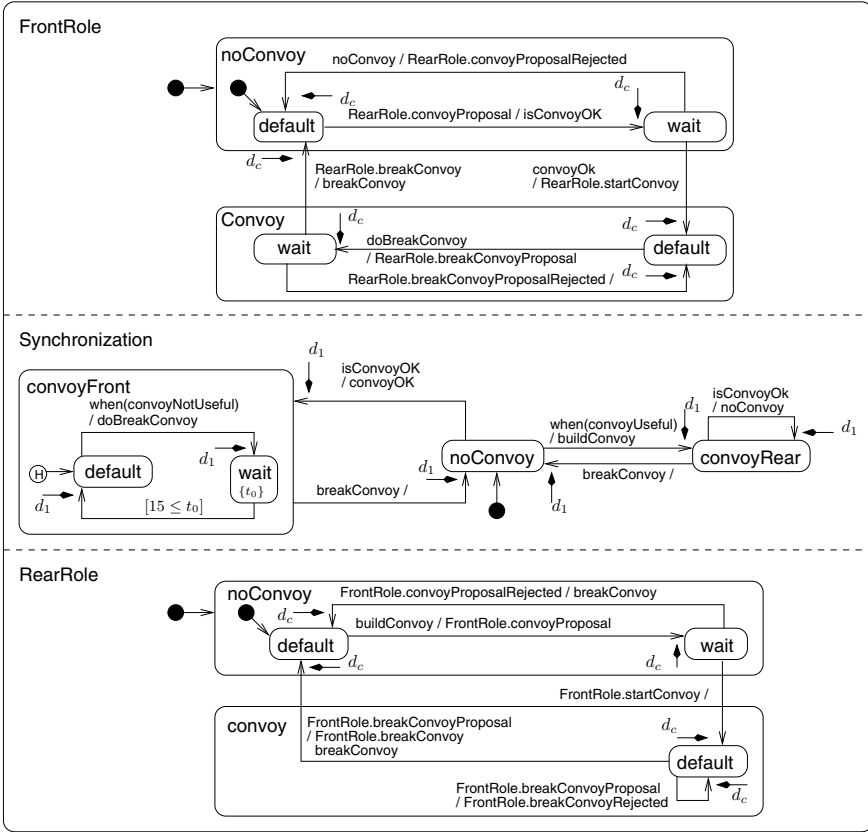 FrontRole
noConvoy
noConvoy / RearRole.convoyProposalRejected
d_c
d_c
RearRole.convoyProposal / isConvoyOK
default
wait
d_c
RearRole.breakConvoy
/ breakConvoy
convoyOk
/ RearRole.startConvoy
Convoy
d_c
d_c
wait
doBreakConvoy
/ RearRole.breakConvoyProposal
default
d_c
RearRole.breakConvoyProposalRejected /
Synchronization
convoyFront
d_1
isConvoyOK
/ convoyOK
when(convoyNotUseful)
/ doBreakConvoy
isConvoyOk
/ noConvoy
d_1
d_1
when(convoyUseful)
/ buildConvoy
d_1
H
default
wait
{t_0}
d_1
noConvoy
convoyRear
d_1
breakConvoy /
breakConvoy /
d_1
[15 ≤ t_0]
d_1
RearRole
noConvoy
FrontRole.convoyProposalRejected / breakConvoy
d_c
buildConvoy / FrontRole.convoyProposal
default
wait
d_c
d_c
FrontRole.startConvoy /
convoy
FrontRole.breakConvoyProposal
/ FrontRole.breakConvoy
breakConvoy
d_c
default
FrontRole.breakConvoyProposal
/ FrontRole.breakConvoyRejected
d_c